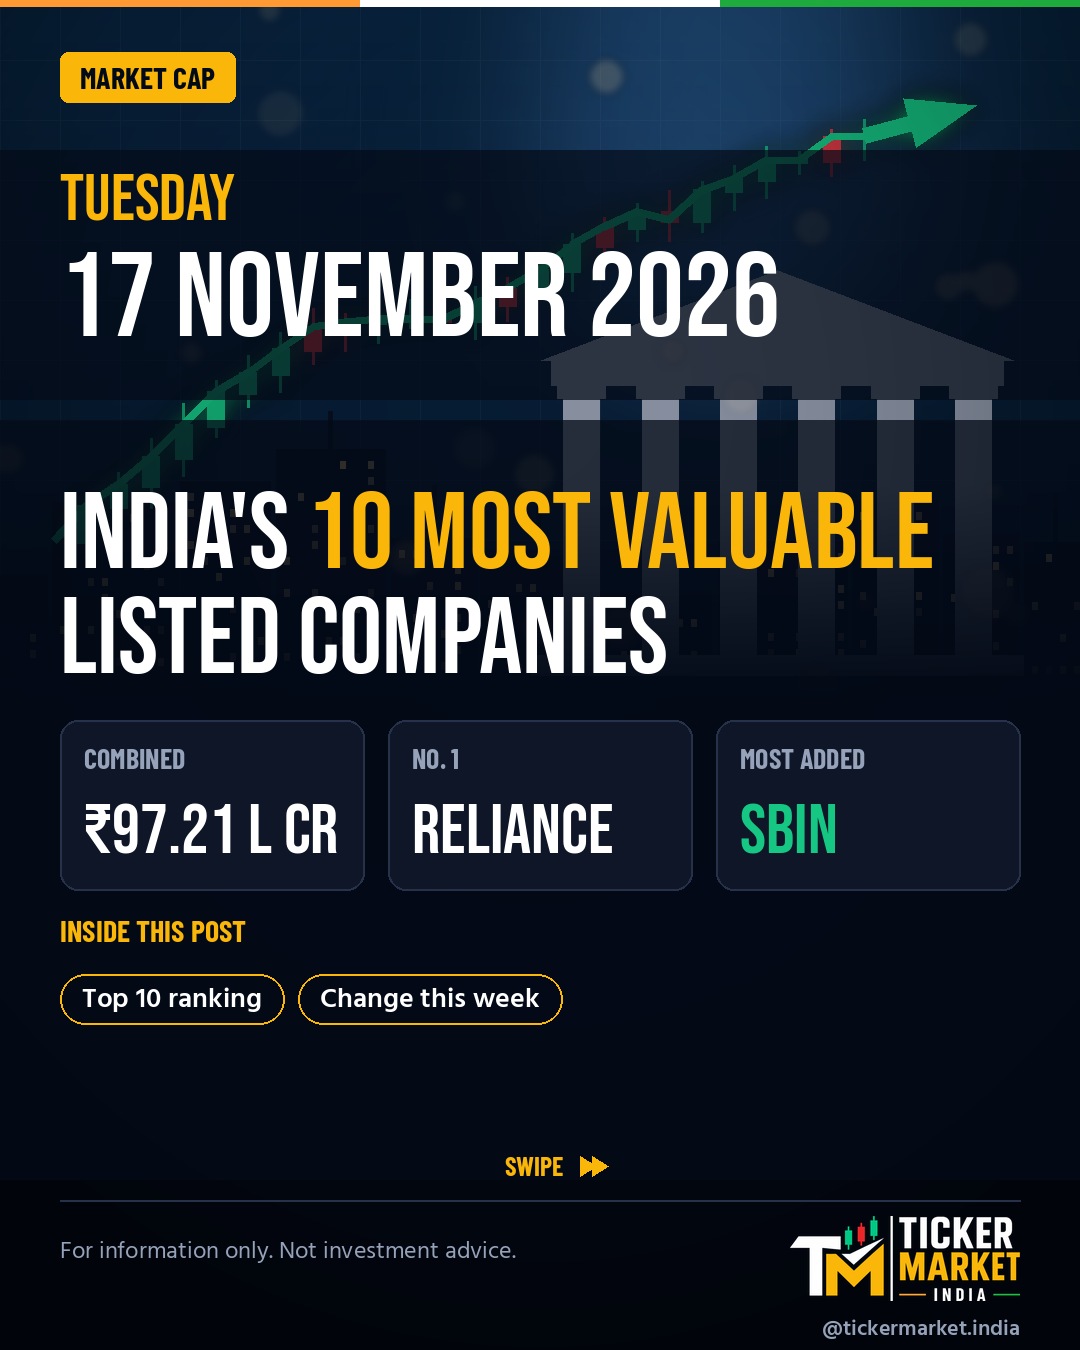 MARKET CAP
TUESDAY
17 NOVEMBER 2026
INDIA'S 10 MOST VALUABLE
LISTED COMPANIES
COMBINED
₹97.21 L CR
NO. 1
RELIANCE
MOST ADDED
SBIN
INSIDE THIS POST
Top 10 ranking
Change this week
SWIPE
For information only. Not investment advice.
TM
TICKER
MARKET
INDIA
@tickermarket.india